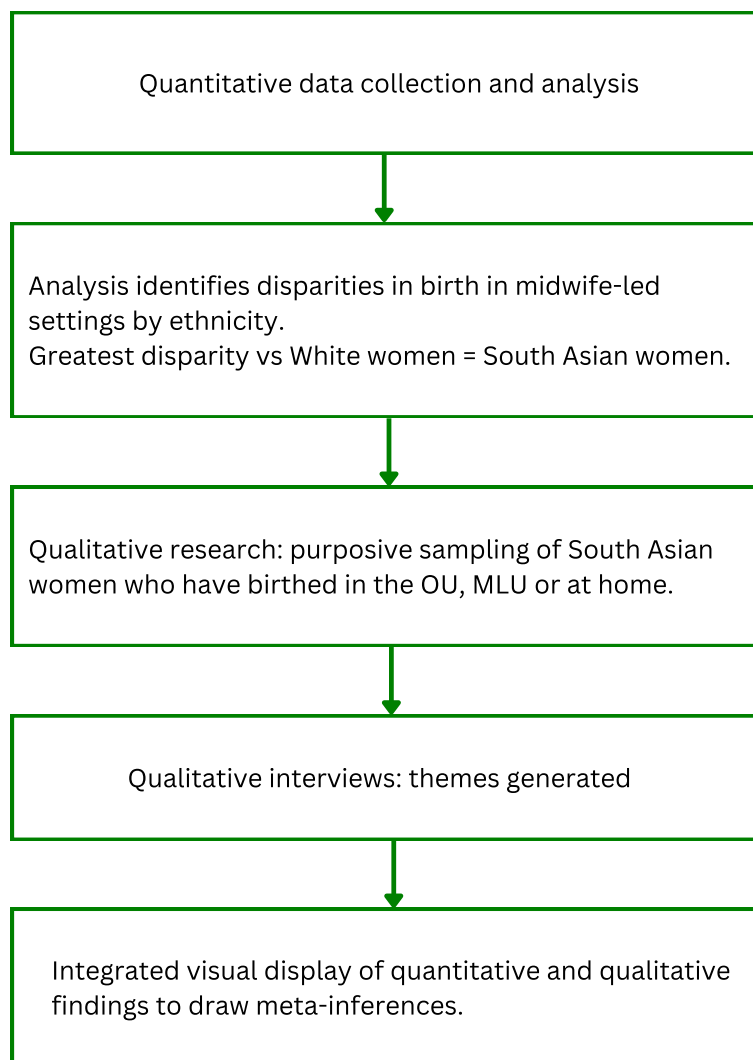 Quantitative data collection and analysis
Analysis identifies disparities in birth in midwife-led
settings by ethnicity.
Greatest disparity vs White women = South Asian women.
Qualitative research: purposive sampling of South Asian
women who have birthed in the OU, MLU or at home.
Qualitative interviews: themes generated
Integrated visual display of quantitative and qualitative
findings to draw meta-inferences.